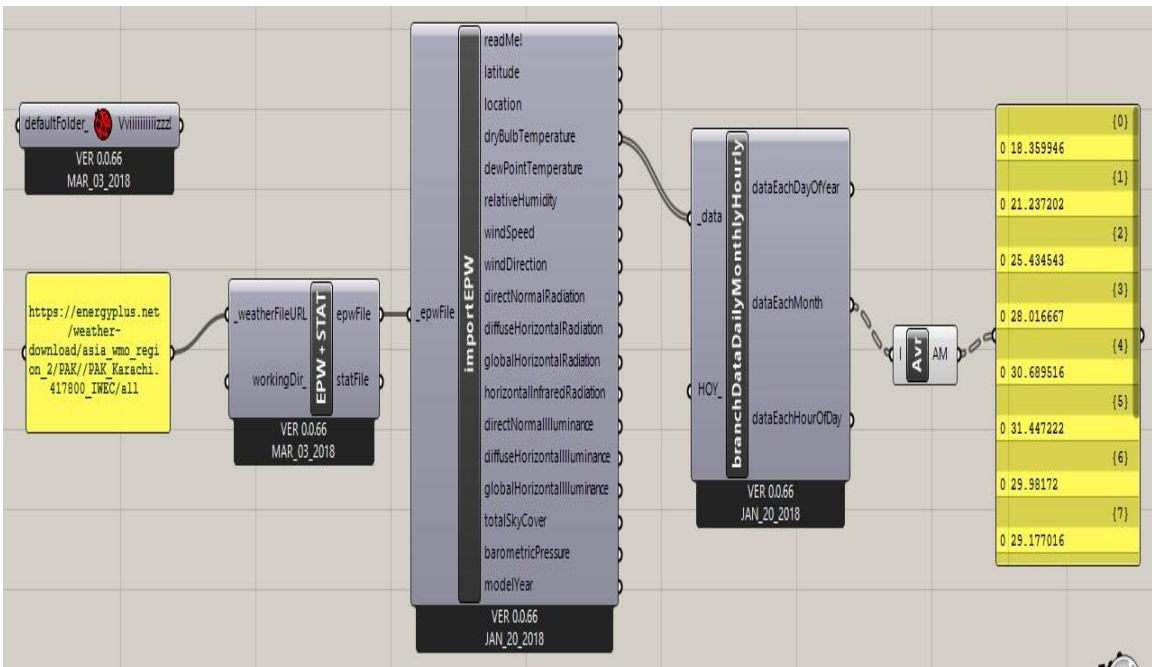 defaultFolder_
Vviiiiiiiiizzz!
VER 0.0.66
MAR_03_2018
https://energyplus.net
/weather-
download/asia_wmo_regi
on_2/PAK//PAK_Karachi.
417800_IWEC/all
_weatherFileURL
workingDir_
EPW + STAT
epwFile
statFile
VER 0.0.66
MAR_03_2018
_epwFile
importEPW
readMe!
latitude
location
dryBulbTemperature
dewPointTemperature
relativeHumidity
windSpeed
windDirection
directNormalRadiation
diffuseHorizontalRadiation
globalHorizontalRadiation
horizontalInfraredRadiation
directNormalIlluminance
diffuseHorizontalIlluminance
globalHorizontalIlluminance
totalSkyCover
barometricPressure
modelYear
VER 0.0.66
JAN_20_2018
_data
HOY_
branchDataDailyMonthlyHourly
dataEachDayOfYear
dataEachMonth
dataEachHourOfDay
VER 0.0.66
JAN_20_2018
I
Avr
AM
{0}
0 18.359946
{1}
0 21.237202
{2}
0 25.434543
{3}
0 28.016667
{4}
0 30.689516
{5}
0 31.447222
{6}
0 29.98172
{7}
0 29.177016